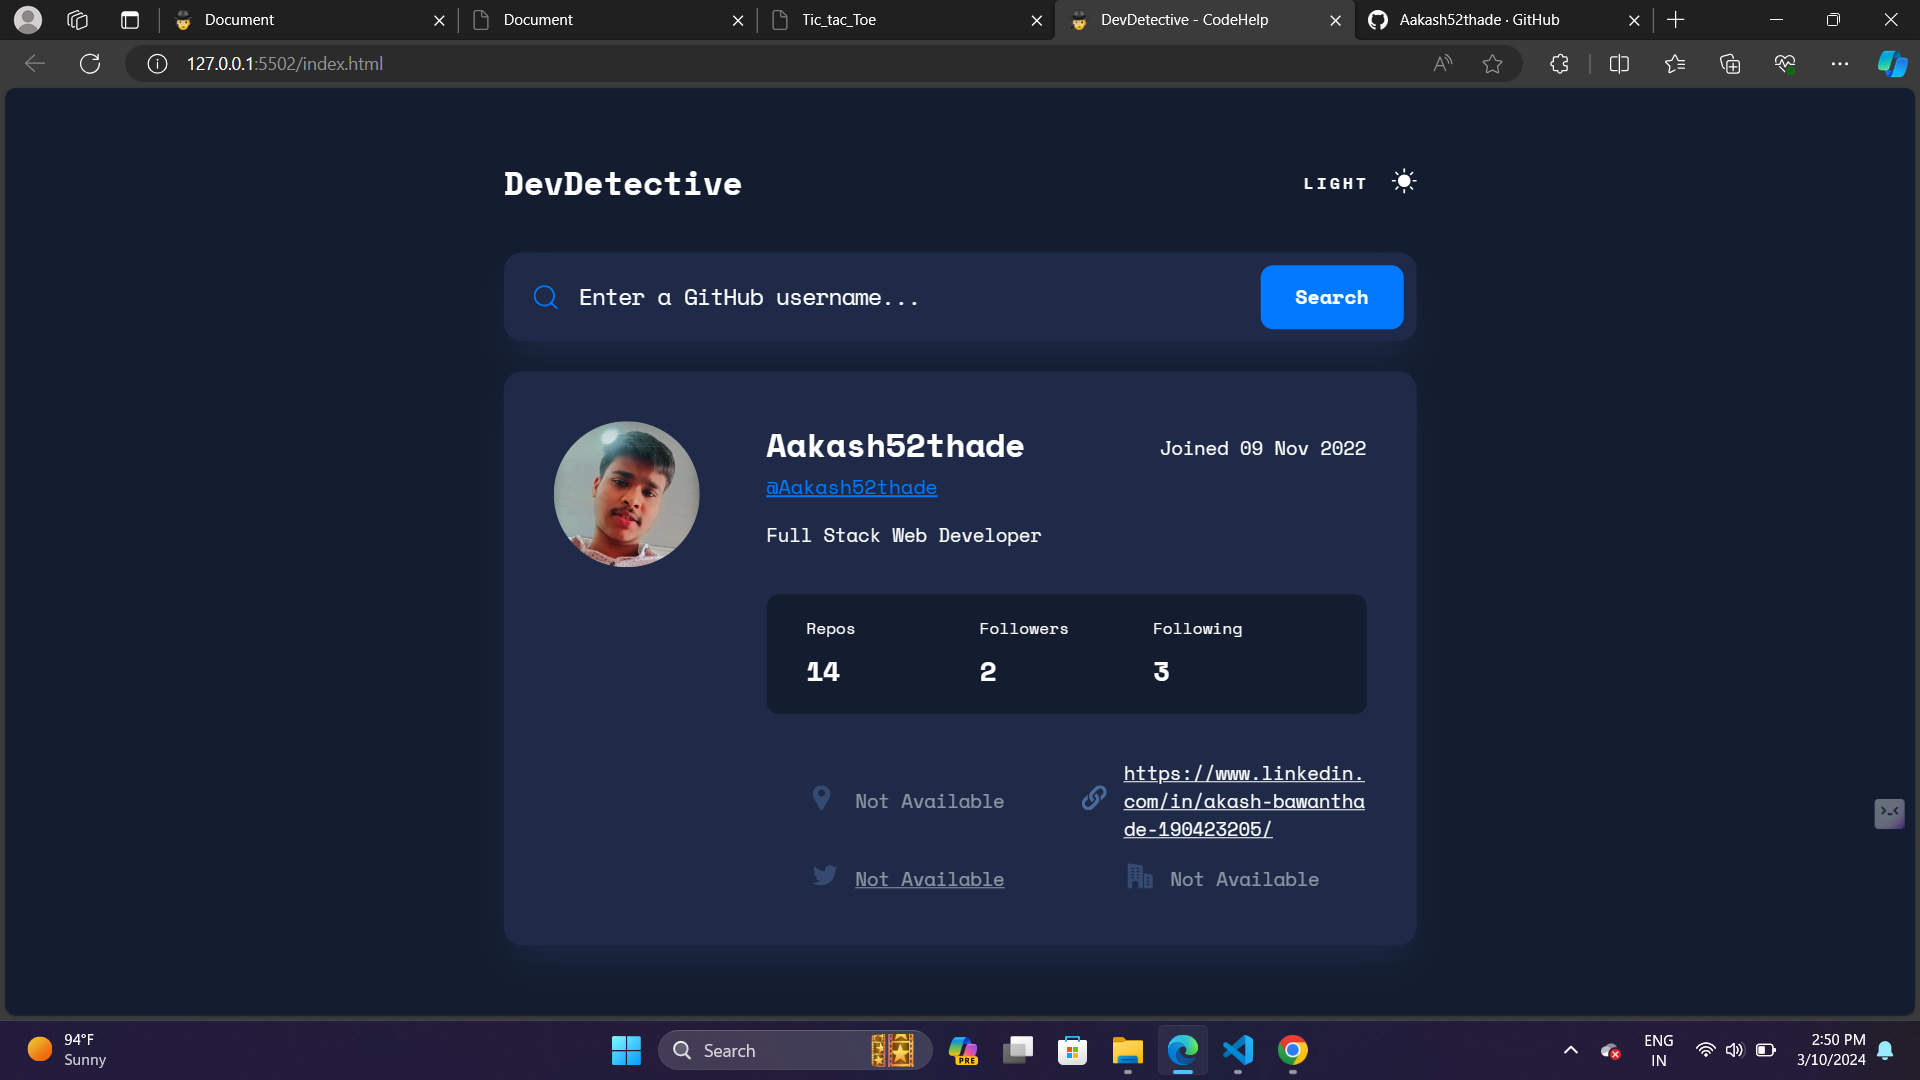 Document
Document
Tic_tac_Toe
DevDetective - CodeHelp
Aakash52thade · GitHub
127.0.0.1:5502/index.html
DevDetective
LIGHT
Enter a GitHub username...
Search
Aakash52thade
Joined 09 Nov 2022
@Aakash52thade
Full Stack Web Developer
Repos
Followers
Following
14
2
3
Not Available
https://www.linkedin.
com/in/akash-bawantha
de-190423205/
Not Available
Not Available
94°F
Sunny
Search
PRE
ENG
IN
2:50 PM
3/10/2024